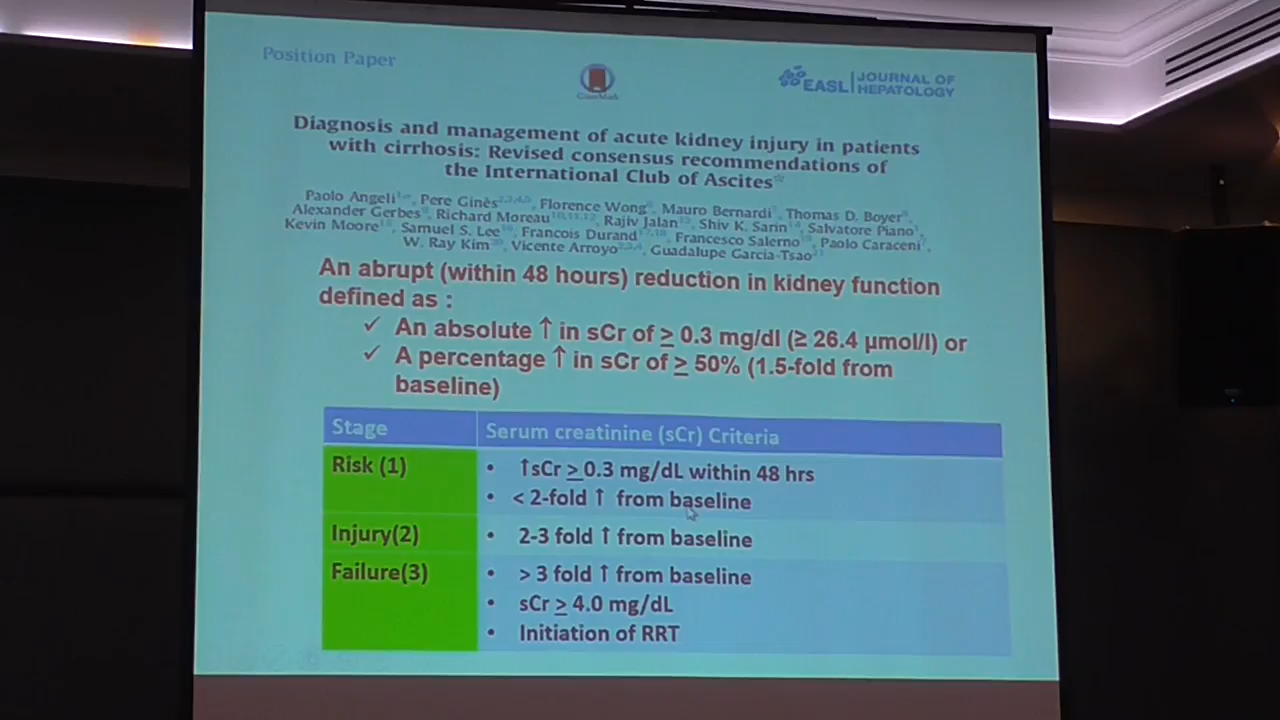 Position Paper
CrossMark
EASL | JOURNAL OF HEPATOLOGY
Diagnosis and management of acute kidney injury in patients
with cirrhosis: Revised consensus recommendations of
the International Club of Ascites
Paolo Angeli, Pere Ginès, Florence Wong, Mauro Bernardi, Thomas D. Boyer,
Alexander Gerbes, Richard Moreau, Rajiv Jalan, Shiv K. Sarin, Salvatore Piano,
Kevin Moore, Samuel S. Lee, Francois Durand, Francesco Salerno, Paolo Caraceni,
W. Ray Kim, Vicente Arroyo, Guadalupe Garcia-Tsao
An abrupt (within 48 hours) reduction in kidney function
defined as :
✓ An absolute ↑ in sCr of ≥ 0.3 mg/dl (≥ 26.4 µmol/l) or
✓ A percentage ↑ in sCr of ≥ 50% (1.5-fold from
baseline)
Stage Serum creatinine (sCr) Criteria
Risk (1) • ↑sCr ≥0.3 mg/dL within 48 hrs
• < 2-fold ↑ from baseline
Injury(2) • 2-3 fold ↑ from baseline
Failure(3) • > 3 fold ↑ from baseline
• sCr ≥ 4.0 mg/dL
• Initiation of RRT